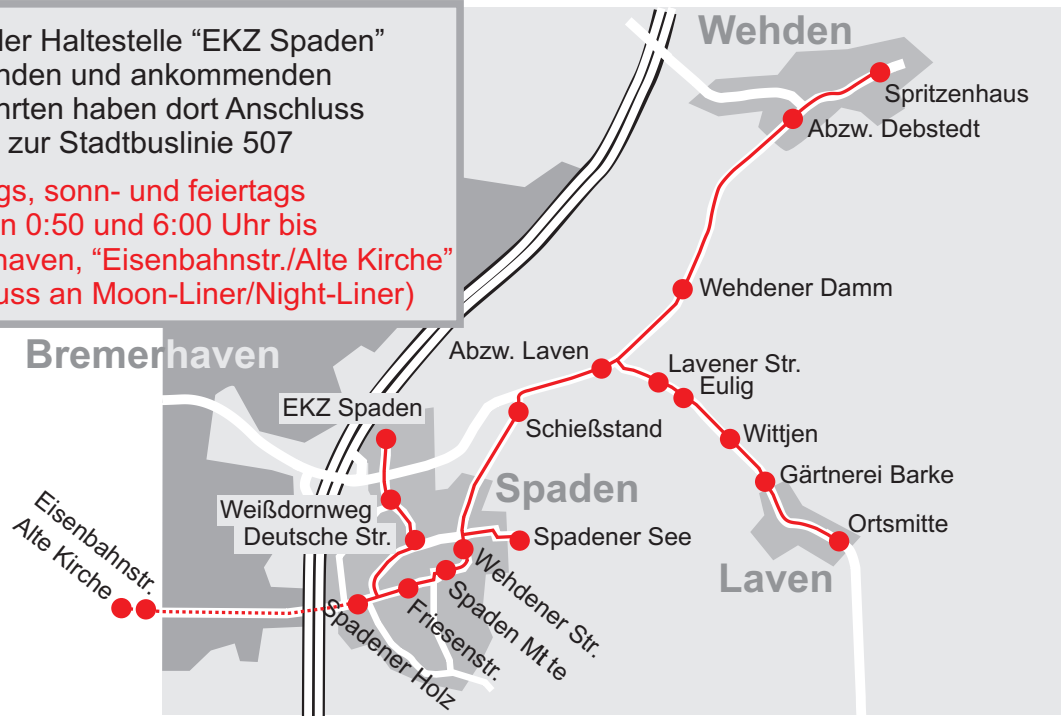 der Haltestelle “EKZ Spaden”
nden und ankommenden
hrten haben dort Anschluss
zur Stadtbuslinie 507
gs, sonn- und feiertags
n 0:50 und 6:00 Uhr bis
haven, “Eisenbahnstr./Alte Kirche”
uss an Moon-Liner/Night-Liner)
Wehden
Spritzenhaus
Abzw. Debstedt
Wehdener Damm
Bremerhaven
Abzw. Laven
Lavener Str.
Eulig
EKZ Spaden
Schießstand
Wittjen
Gärtnerei Barke
Spaden
Weißdornweg
Deutsche Str.
Spadener See
Ortsmitte
Laven
Eisenbahnstr.
Alte Kirche
Wehdener Str.
Spaden Mitte
Friesenstr.
Spadener Holz